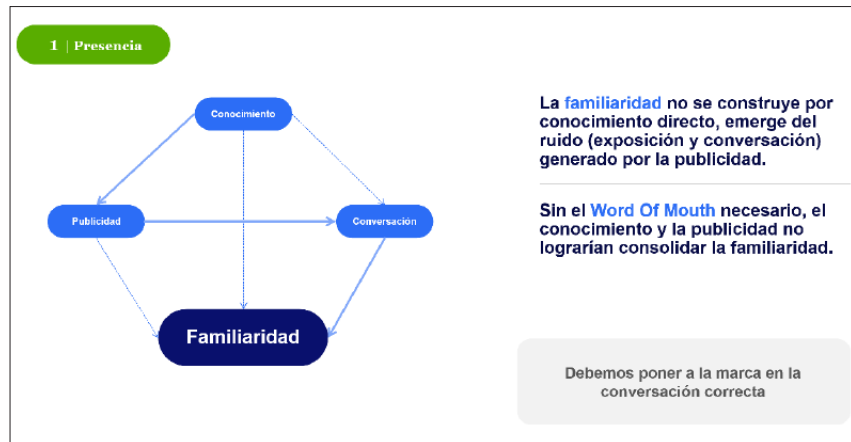 1 | Presencia
Conocimiento
Publicidad
Conversación
Familiaridad
La familiaridad no se construye por
conocimiento directo, emerge del
ruido (exposición y conversación)
generado por la publicidad.
Sin el Word Of Mouth necesario, el
conocimiento y la publicidad no
lograrían consolidar la familiaridad.
Debemos poner a la marca en la
conversación correcta